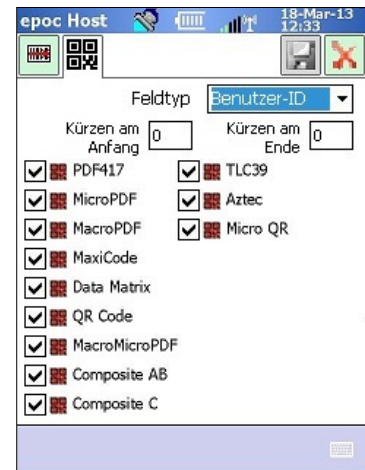 epoc Host 18-Mar-13 12:33
Feldtyp Benutzer-ID
Kürzen am Anfang 0 Kürzen am Ende 0
PDF417 TLC39
MicroPDF Aztec
MacroPDF Micro QR
MaxiCode
Data Matrix
QR Code
MacroMicroPDF
Composite AB
Composite C